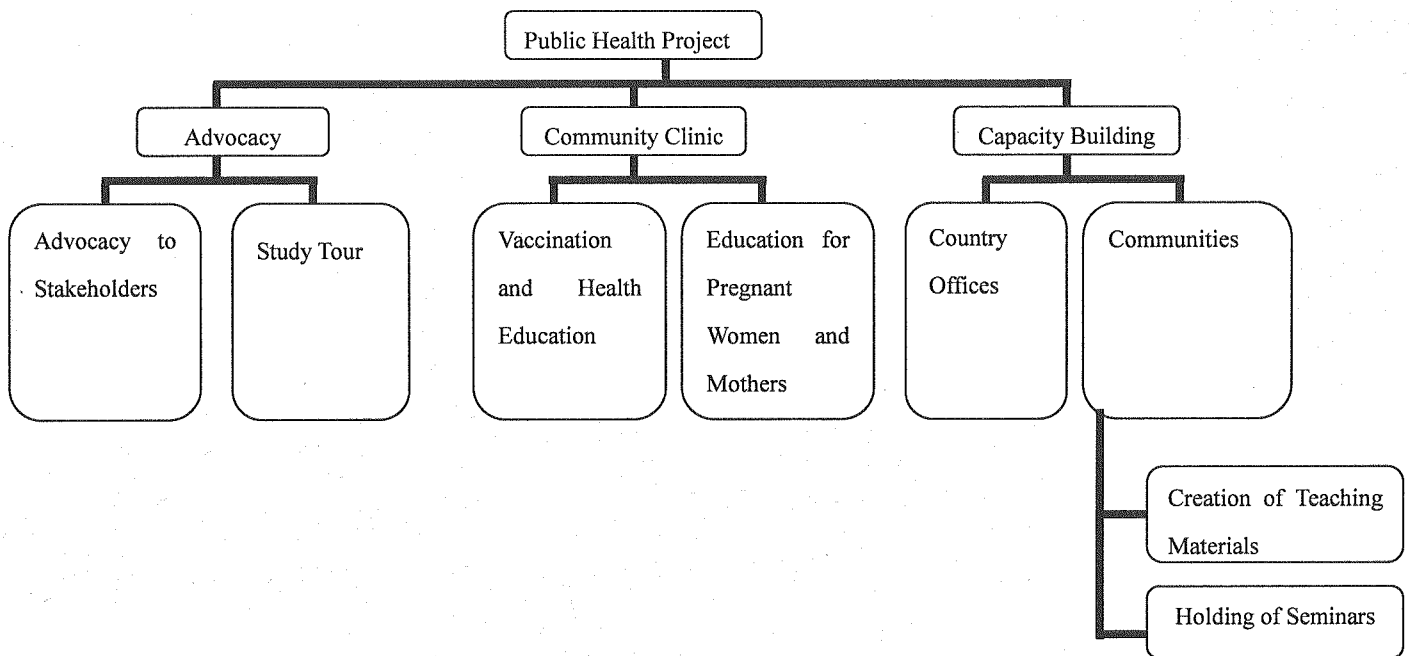 Public Health Project
Advocacy
Community Clinic
Capacity Building
Advocacy to
Stakeholders
Study Tour
Vaccination
and Health
Education
Education for
Pregnant
Women and
Mothers
Country
Offices
Communities
Creation of Teaching
Materials
Holding of Seminars